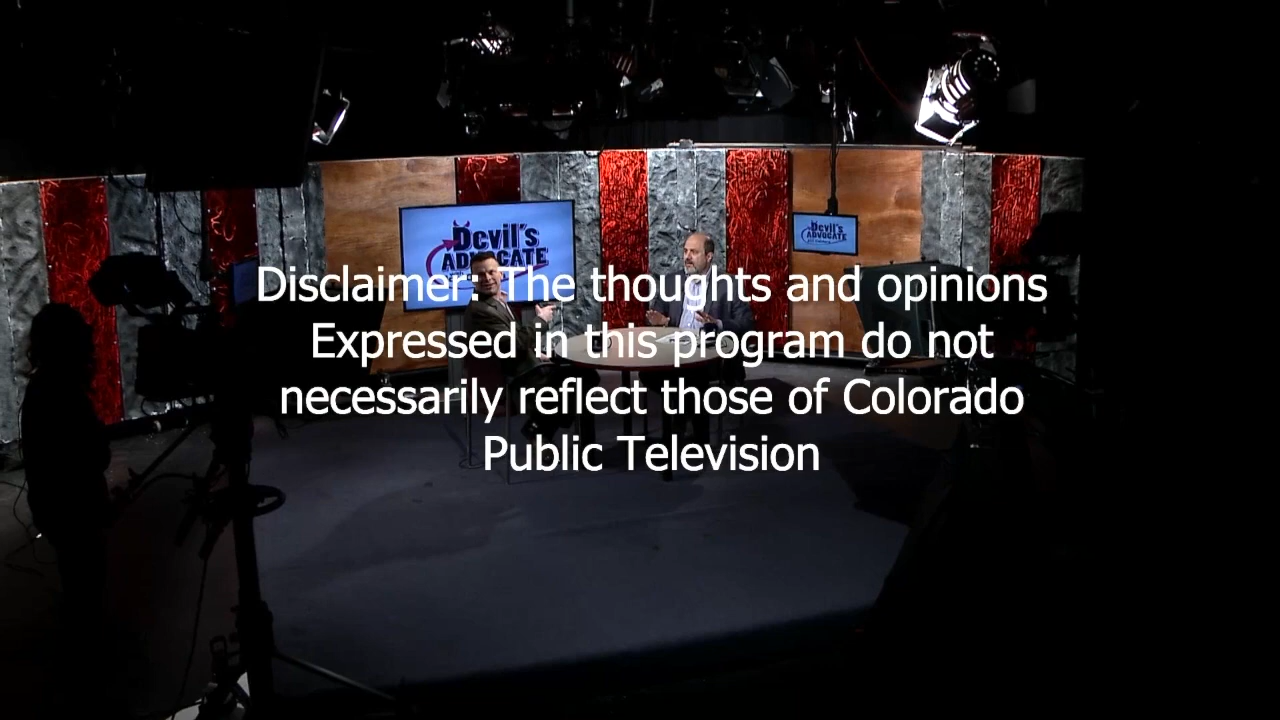 Devil's
ADVOCATE
Devil's
ADVOCATE
Disclaimer: The thoughts and opinions
Expressed in this program do not
necessarily reflect those of Colorado
Public Television